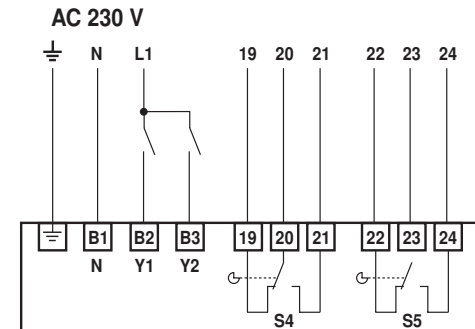 AC 230 V
N L1 19 20 21 22 23 24
B1 B2 B3 19 20 21 22 23 24
N Y1 Y2
S4 S5